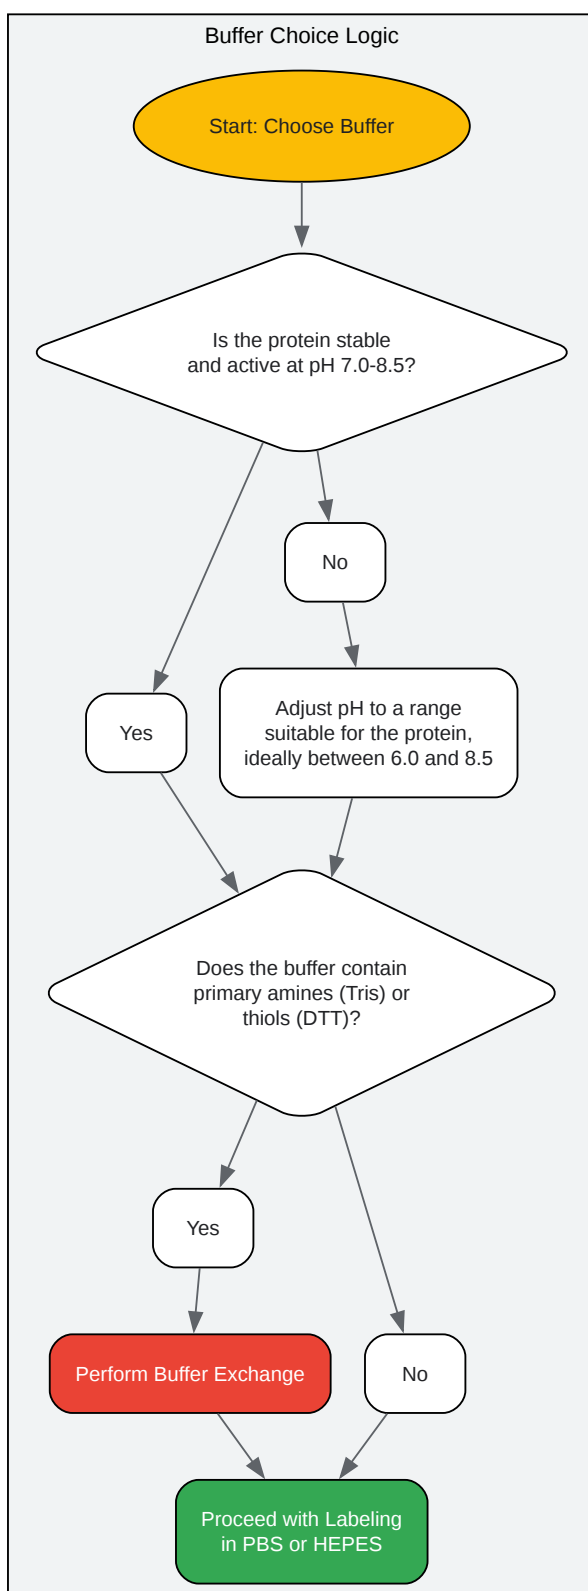 Buffer Choice Logic
Start: Choose Buffer
Is the protein stable
and active at pH 7.0-8.5?
No
Yes
Adjust pH to a range
suitable for the protein,
ideally between 6.0 and 8.5
Does the buffer contain
primary amines (Tris) or
thiols (DTT)?
Yes
Perform Buffer Exchange
No
Proceed with Labeling
in PBS or HEPES